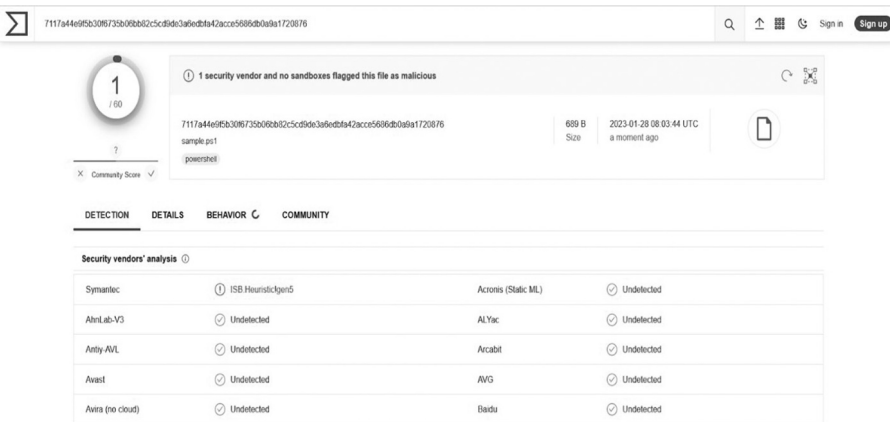 7117a44e9f5b30f6735b06bb82c5cd9de3a6edbfa42acce5686db0a9a1720876
Sign in
Sign up
1
/ 60
?
Community Score
1 security vendor and no sandboxes flagged this file as malicious
7117a44e9f5b30f6735b06bb82c5cd9de3a6edbfa42acce5686db0a9a1720876
sample.ps1
powershell
689 B
Size
2023-01-28 08:03:44 UTC
a moment ago
DETECTION DETAILS BEHAVIOR COMMUNITY
Security vendors' analysis
Symantec ISB.Heuristic!gen5 Acronis (Static ML) Undetected
AhnLab-V3 Undetected ALYac Undetected
Antiy-AVL Undetected Arcabit Undetected
Avast Undetected AVG Undetected
Avira (no cloud) Undetected Baidu Undetected